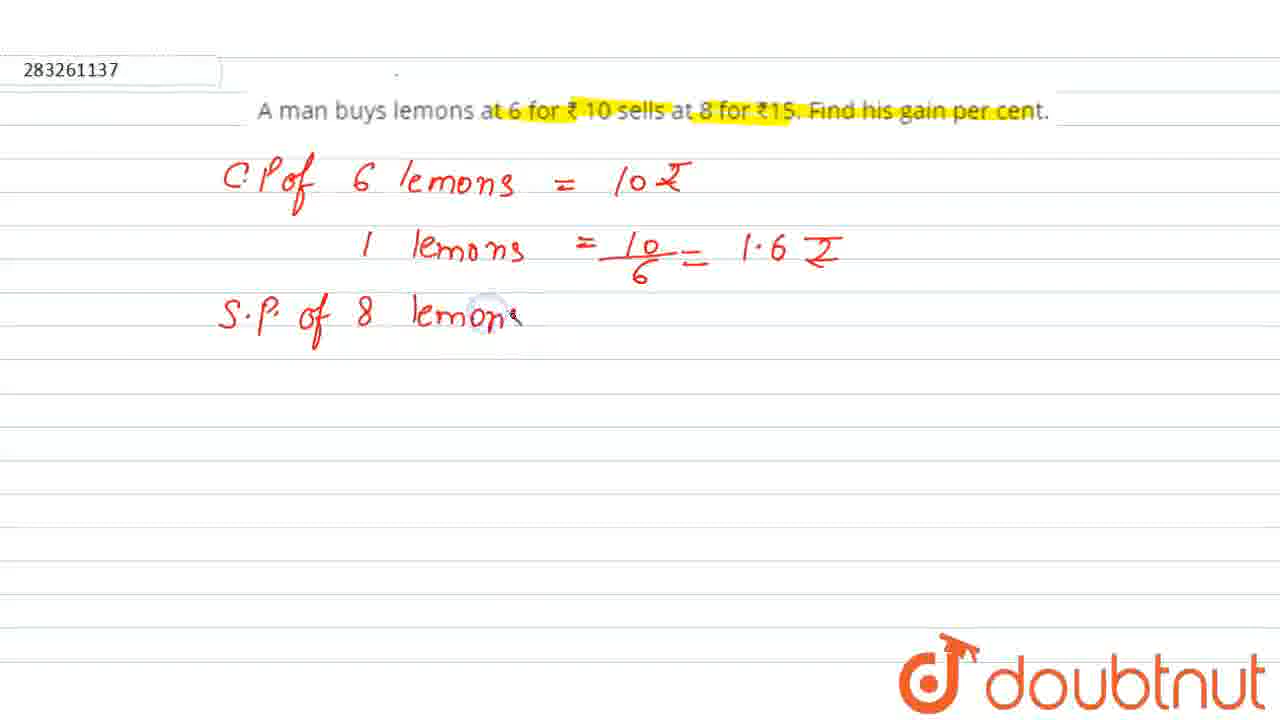 283261137
A man buys lemons at 6 for ₹ 10 sells at 8 for ₹15. Find his gain per cent.
C.P of 6 lemons = 10 ₹
1 lemons = 10/6 = 1.6 ₹
S.P. of 8 lemons
doubtnut